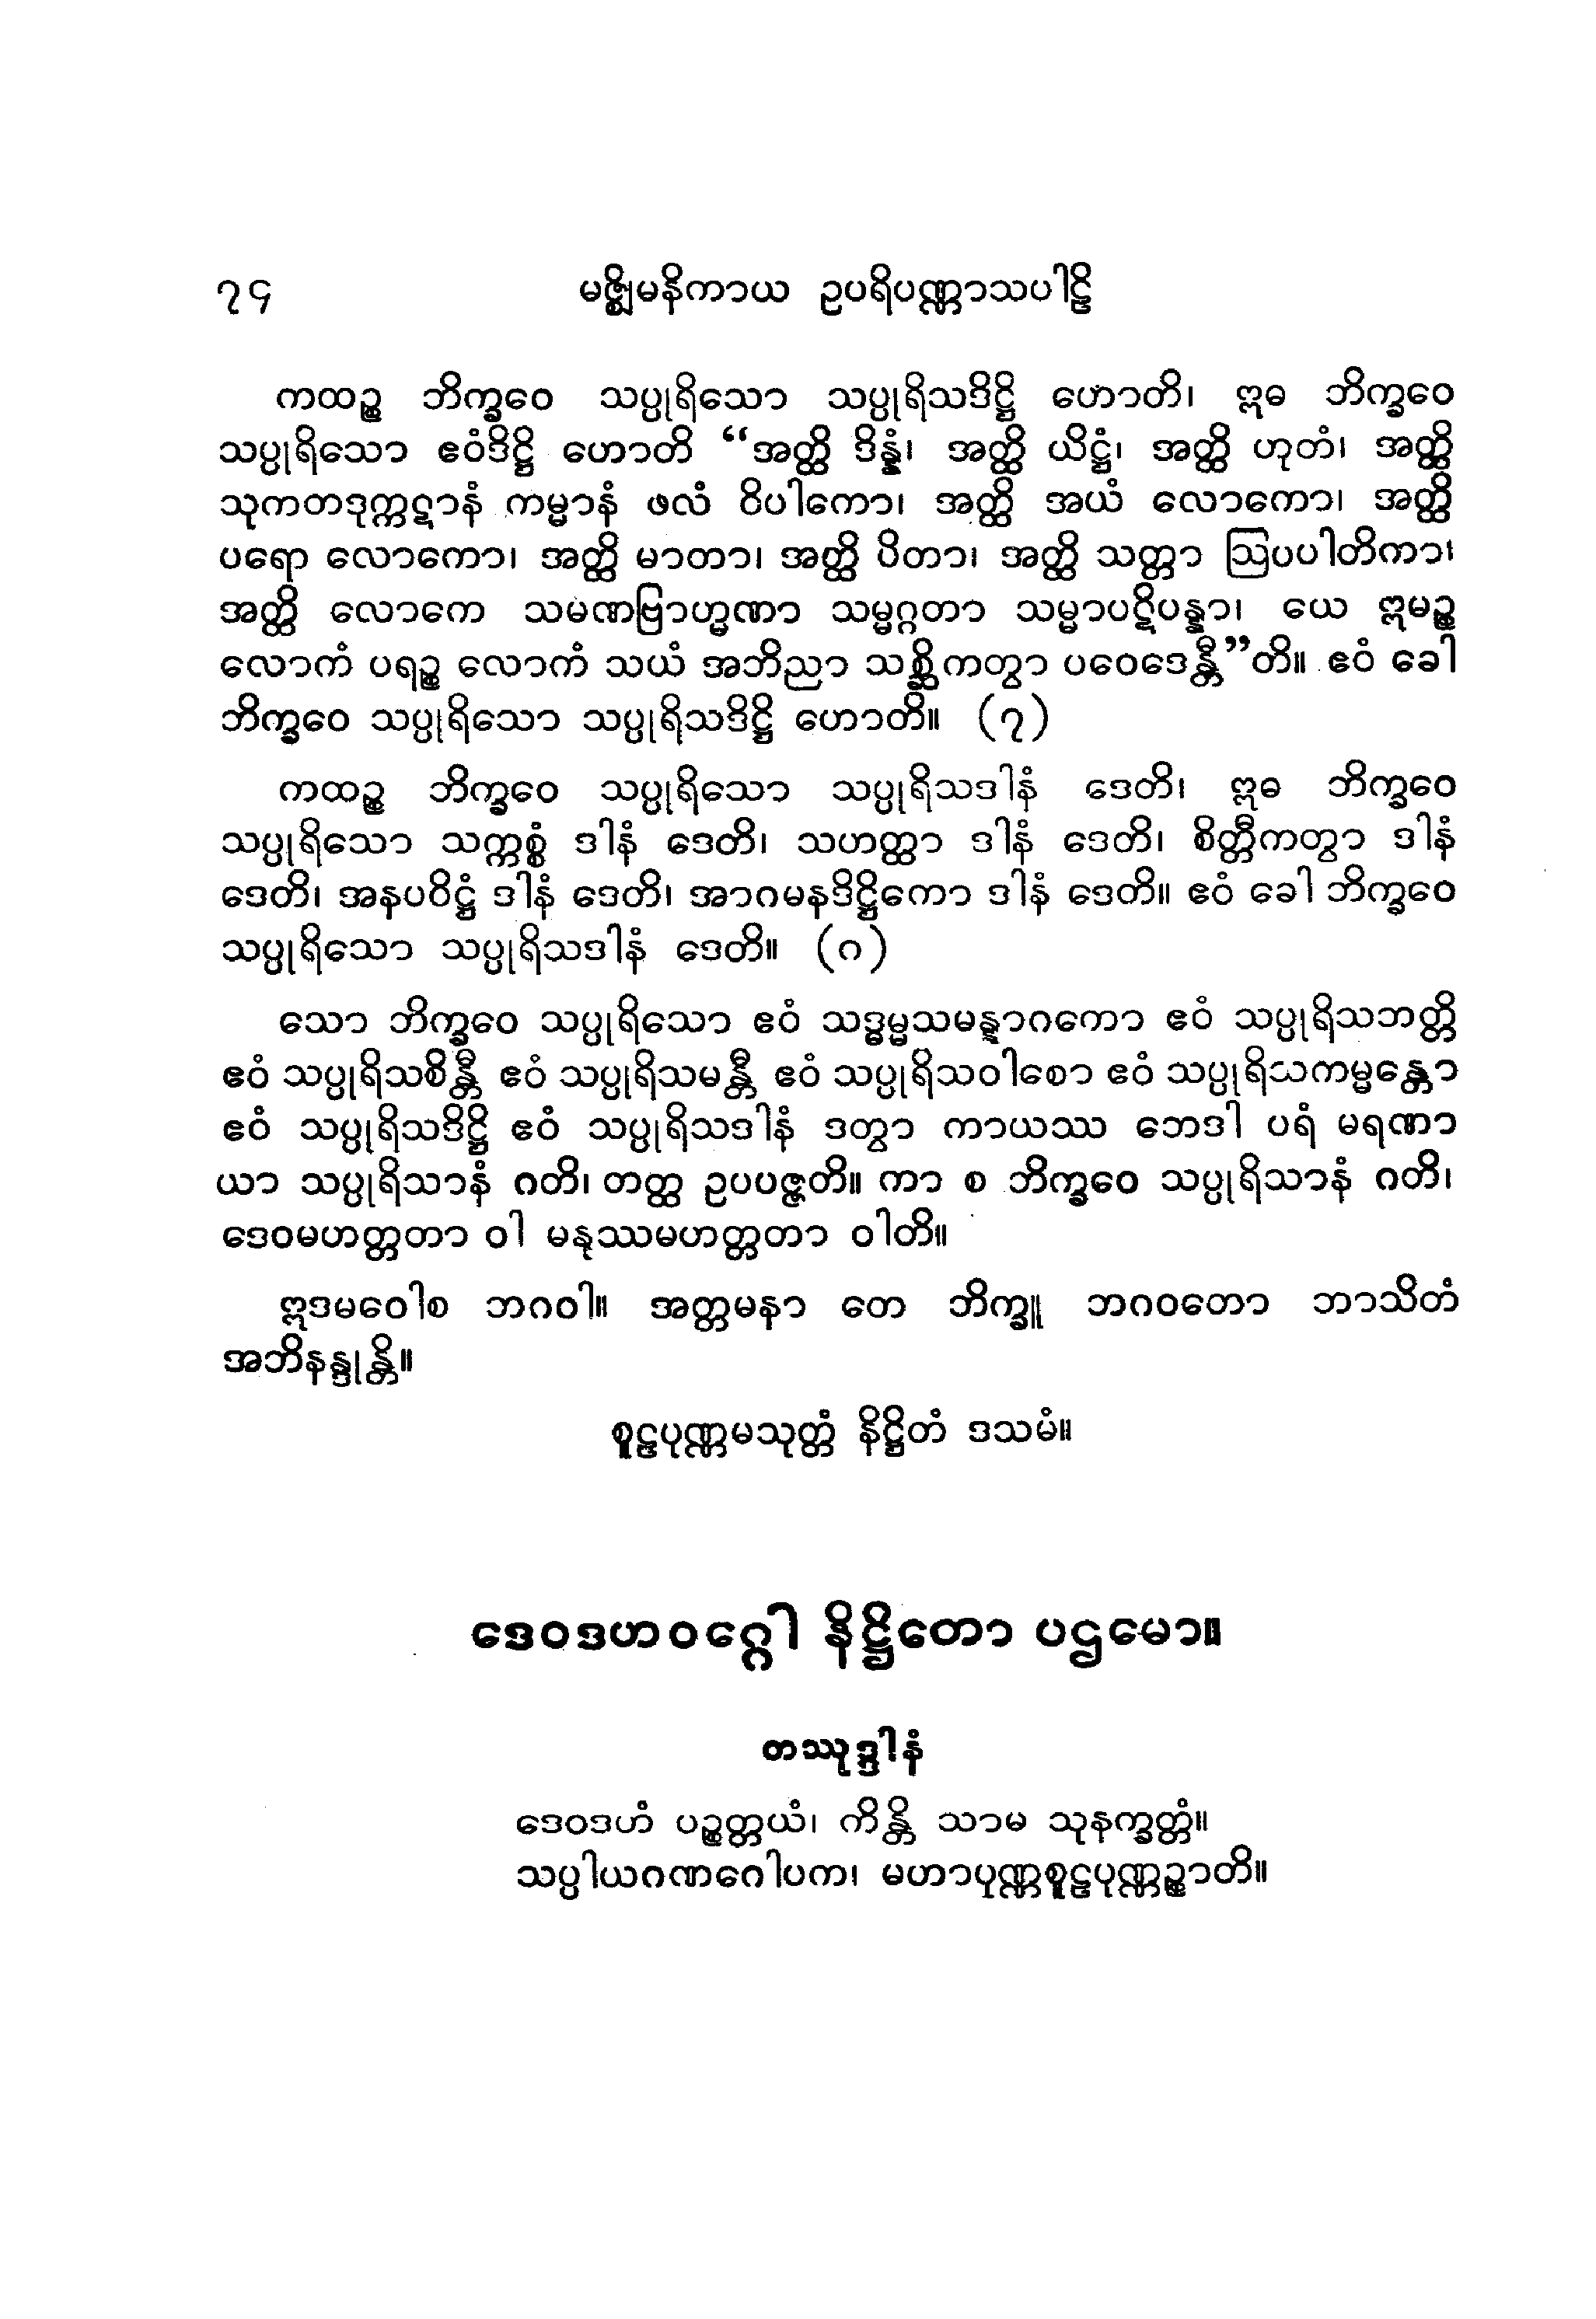 ၇၄ မဇ္ဈိမနိကာယ ဥပရိပဏ္ဏာသပါဠိ
ကထဉ္စ ဘိက္ခဝေ သပ္ပုရိသော သပ္ပုရိသဒိဋ္ဌိ ဟောတိ၊ ဣဓ ဘိက္ခဝေ
သပ္ပုရိသော ဧဝံဒိဋ္ဌိ ဟောတိ “အတ္ထိ ဒိန္နံ၊ အတ္ထိ ယိဋ္ဌံ၊ အတ္ထိ ဟုတံ၊ အတ္ထိ
သုကတဒုက္ကဋာနံ ကမ္မာနံ ဖလံ ဝိပါကော၊ အတ္ထိ အယံ လောကော၊ အတ္ထိ
ပရော လောကော၊ အတ္ထိ မာတာ၊ အတ္ထိ ပိတာ၊ အတ္ထိ သတ္တာ ဩပပါတိကာ၊
အတ္ထိ လောကေ သမဏဗြာဟ္မဏာ သမ္မဂ္ဂတာ သမ္မာပဋိပန္နာ၊ ယေ ဣမဉ္စ
လောကံ ပရဉ္စ လောကံ သယံ အဘိညာ သစ္ဆိကတွာ ပဝေဒေန္တီ”တိ။ ဧဝံ ခေါ
ဘိက္ခဝေ သပ္ပုရိသော သပ္ပုရိသဒိဋ္ဌိ ဟောတိ။ (၇)
ကထဉ္စ ဘိက္ခဝေ သပ္ပုရိသော သပ္ပုရိသဒါနံ ဒေတိ၊ ဣဓ ဘိက္ခဝေ
သပ္ပုရိသော သက္ကစ္စံ ဒါနံ ဒေတိ၊ သဟတ္ထာ ဒါနံ ဒေတိ၊ စိတ္တီကတွာ ဒါနံ
ဒေတိ၊ အနပဝိဋ္ဌံ ဒါနံ ဒေတိ၊ အာဂမနဒိဋ္ဌိကော ဒါနံ ဒေတိ။ ဧဝံ ခေါ ဘိက္ခဝေ
သပ္ပုရိသော သပ္ပုရိသဒါနံ ဒေတိ။ (၈)
သော ဘိက္ခဝေ သပ္ပုရိသော ဧဝံ သဒ္ဓမ္မသမန္နာဂကော ဧဝံ သပ္ပုရိသဘတ္တိ
ဧဝံ သပ္ပုရိသစိန္တီ ဧဝံ သပ္ပုရိသမန္တီ ဧဝံ သပ္ပုရိသဝါစော ဧဝံ သပ္ပုရိသကမ္မန္တော
ဧဝံ သပ္ပုရိသဒိဋ္ဌိ ဧဝံ သပ္ပုရိသဒါနံ ဒတွာ ကာယဿ ဘေဒါ ပရံ မရဏာ
ယာ သပ္ပုရိသာနံ ဂတိ၊ တတ္ထ ဥပပဇ္ဇတိ။ ကာ စ ဘိက္ခဝေ သပ္ပုရိသာနံ ဂတိ၊
ဒေဝမဟတ္တတာ ဝါ မနုဿမဟတ္တတာ ဝါတိ။
ဣဒမဝေါစ ဘဂဝါ။ အတ္တမနာ တေ ဘိက္ခူ ဘဂဝတော ဘာသိတံ
အဘိနန္ဒုန္တိ။
စူဠပုဏ္ဏမသုတ္တံ နိဋ္ဌိတံ ဒသမံ။
ဒေဝဒဟဝဂ္ဂေါ နိဋ္ဌိတော ပဌမော။
တဿုဒ္ဒါနံ
ဒေဝဒဟံ ပဉ္စတ္တယံ၊ ကိန္တိ သာမ သုနက္ခတ္တံ။
သပ္ပါယဂဏဂေါပက၊ မဟာပုဏ္ဏစူဠပုဏ္ဏဉ္စာတိ။